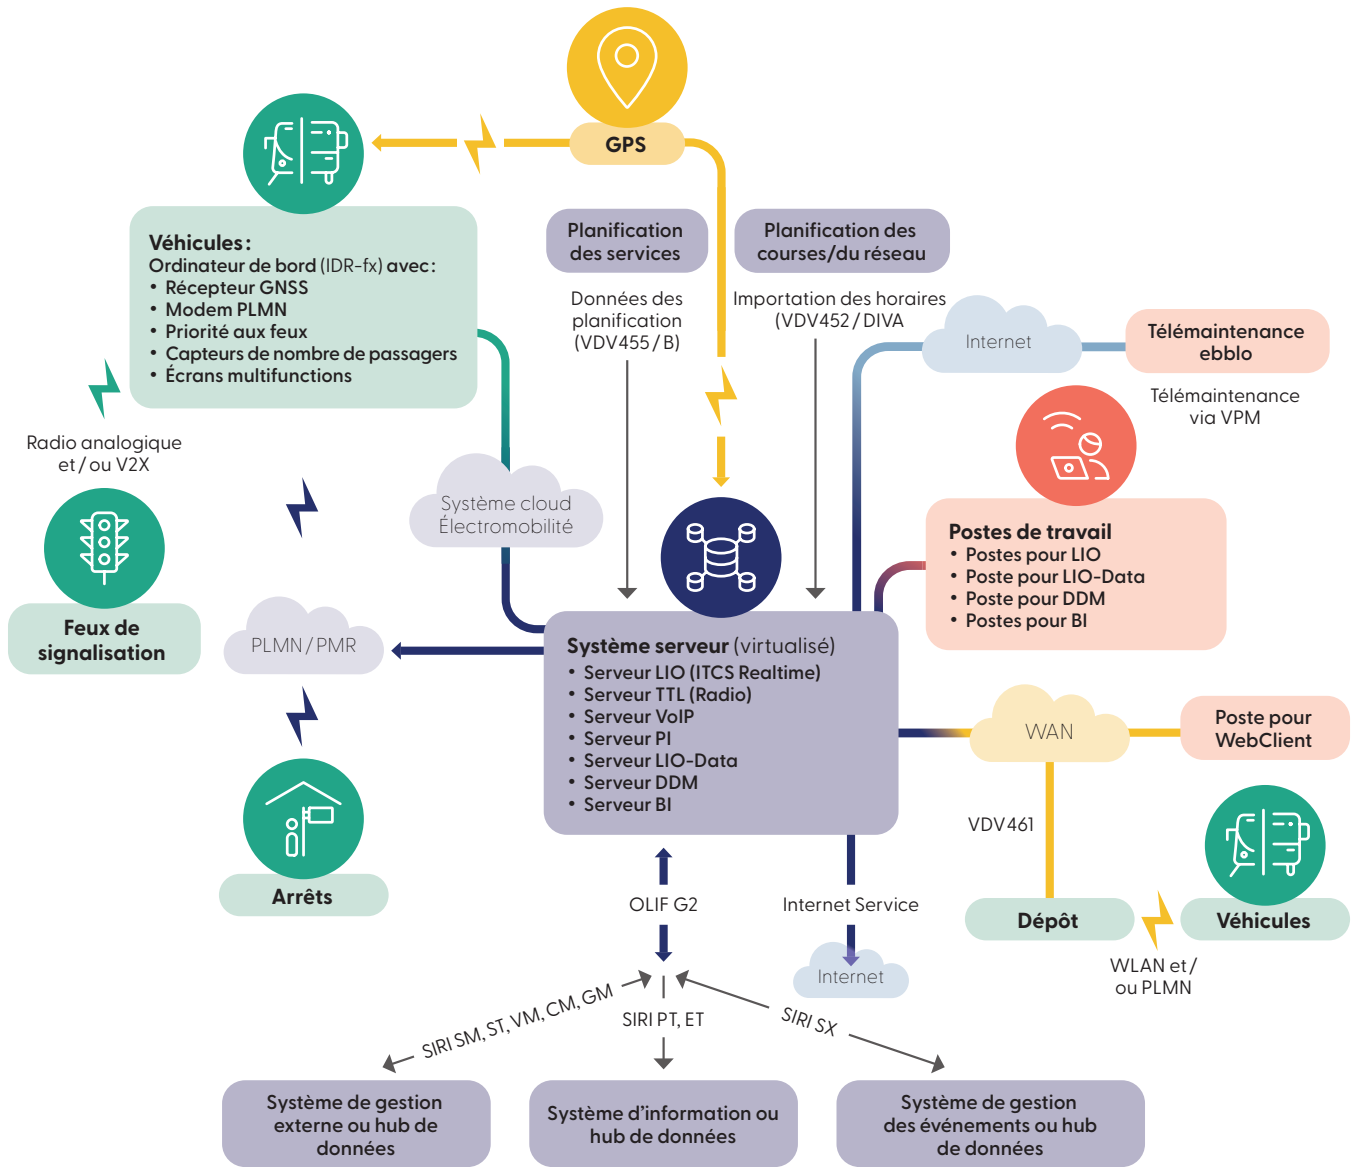 GPS
Véhicules :
Ordinateur de bord (IDR-fx) avec :
• Récepteur GNSS
• Modem PLMN
• Priorité aux feux
• Capteurs de nombre de passagers
• Écrans multifunctions
Planification
des services
Planification des
courses/du réseau
Données des
planification
(VDV455 / B)
Importation des horaires
(VDV452 / DIVA
Internet
Télémaintenance
ebblo
Télémaintenance
via VPM
Radio analogique
et / ou V2X
Système cloud
Électromobilité
Feux de
signalisation
PLMN / PMR
Postes de travail
• Postes pour LIO
• Poste pour LIO-Data
• Poste pour DDM
• Postes pour BI
Système serveur (virtualisé)
• Serveur LIO (ITCS Realtime)
• Serveur TTL (Radio)
• Serveur VoIP
• Serveur PI
• Serveur LIO-Data
• Serveur DDM
• Serveur BI
WAN
Poste pour
WebClient
VDV461
Arrêts
OLIF G2
Internet Service
Internet
Dépôt
Véhicules
WLAN et /
ou PLMN
SIRI SM, ST, VM, CM, GM
SIRI PT, ET
SIRI SX
Système de gestion
externe ou hub de
données
Système d’information ou
hub de données
Système de gestion
des événements ou hub
de données